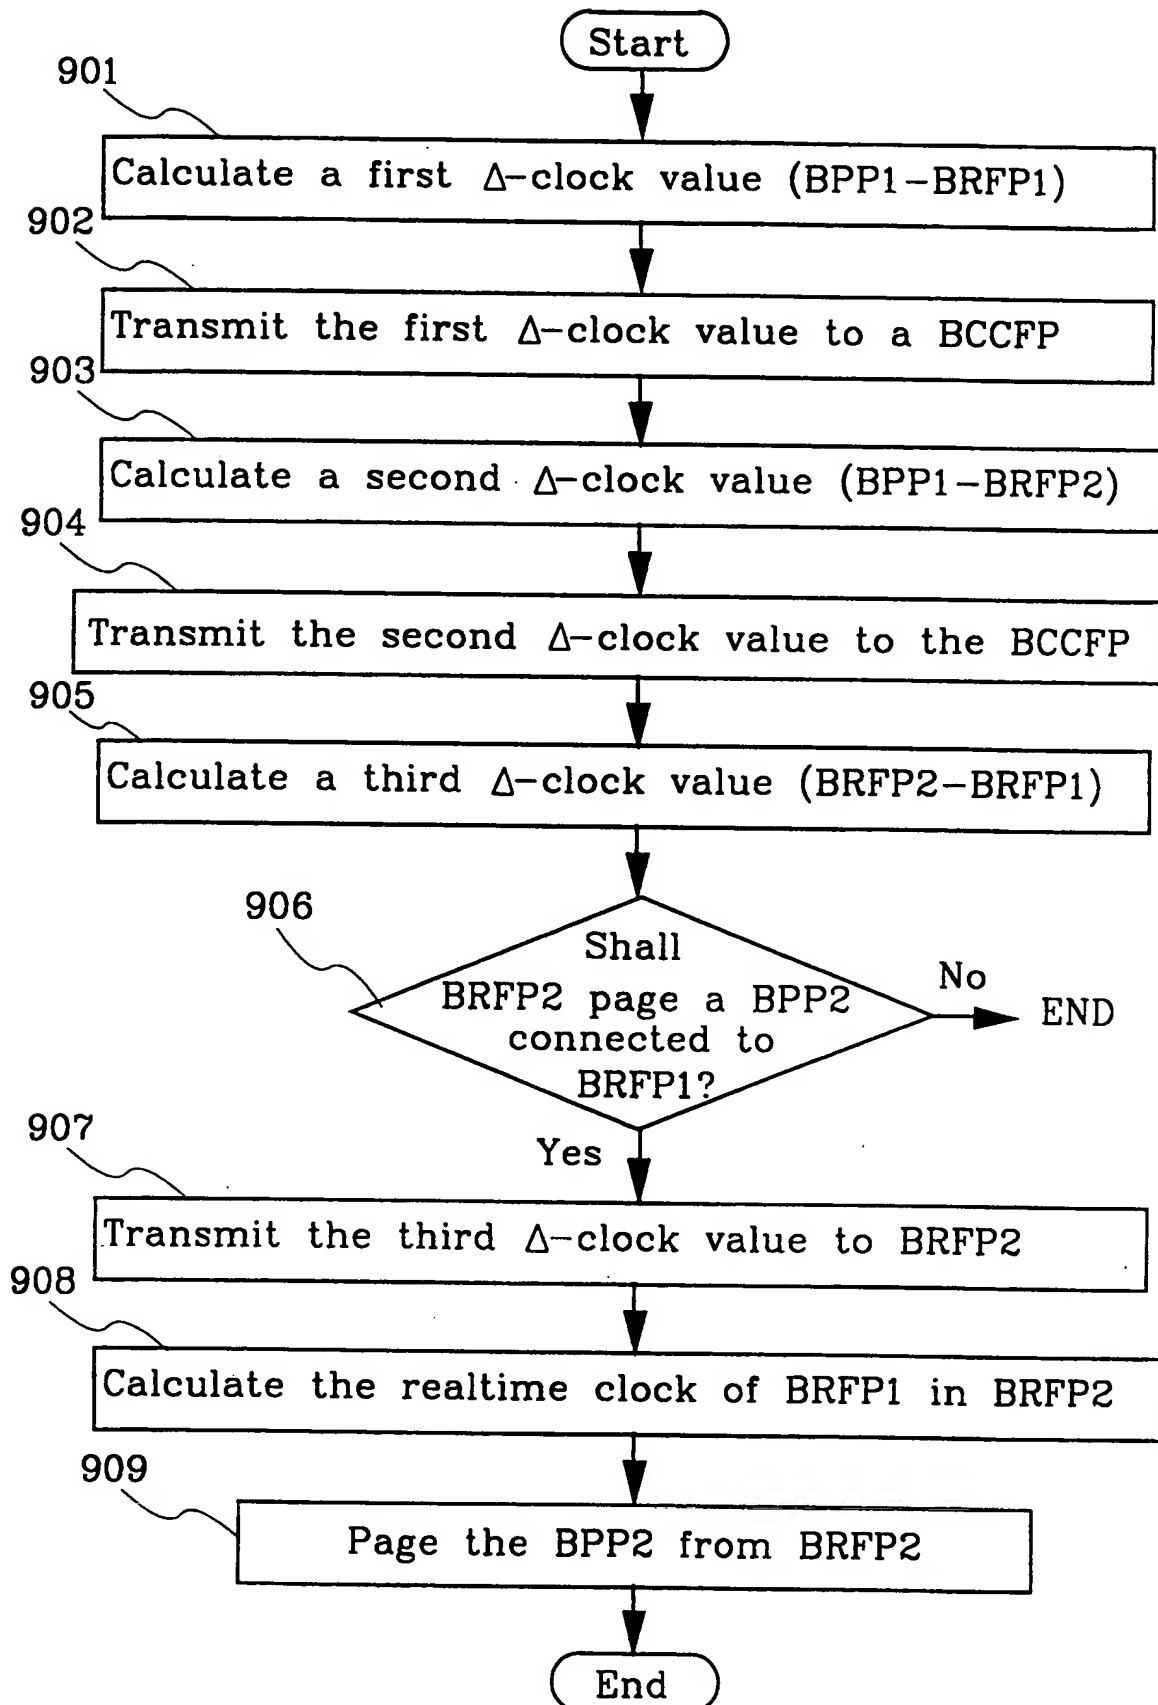 Start
901
Calculate a first Δ-clock value (BPP1-BRFP1)
902
Transmit the first Δ-clock value to a BCCFP
903
Calculate a second Δ-clock value (BPP1-BRFP2)
904
Transmit the second Δ-clock value to the BCCFP
905
Calculate a third Δ-clock value (BRFP2-BRFP1)
906
Shall
BRFP2 page a BPP2
connected to
BRFP1?
No
END
Yes
907
Transmit the third Δ-clock value to BRFP2
908
Calculate the realtime clock of BRFP1 in BRFP2
909
Page the BPP2 from BRFP2
End